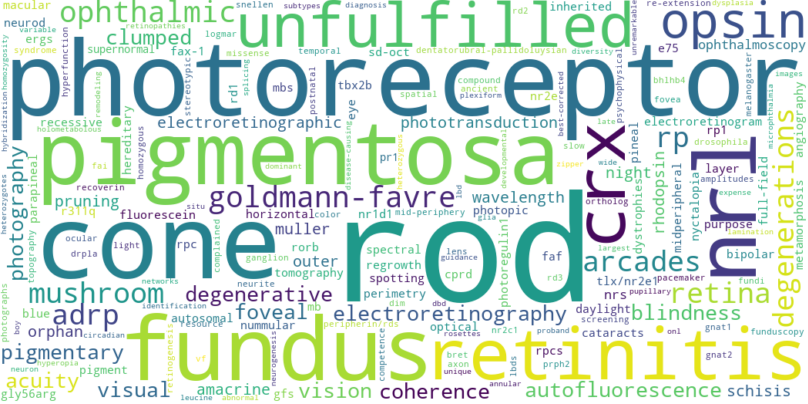 macular ophthalmic unfulfilled opsin
snellen subtypes diagnosis re-extension dysplasia
retinopathies rd2 inherited
neuron logmar
variable ergs clumped missense temporal diversity
syndrome supernormal fax-1 sd-oct dentatorubral-pallidoluysian unremarkable e75 ophthalmoscopy
photoreceptor
homozygosity hyperfunction rd1 stereotypic mbs postnatal tbx2b eye spatial nr2e compound ancient plexiform psychophysical bhlhb4 fovea melanogaster images
hybridization remodeling splicing best-corrected microphthalmia angiography
recessive electroretinographic phototransduction late electroretinogram
holometabolous hereditary homozygous pigmentosa crx rp rp1 drosophila
fai dominant disease-causing pr1 heterozygous developmental slow zipper wide pineal layer nrl
photography parapineal recoverin goldmann-favre lbd wavelength night rhodopsin amplitudes degenerations
pruning situ ortholog dystrophies nyctalopia midperipheral expense full-field
heterozygotes r311q fluorescein horizontal color nr1d1 mid-periphery photopic purpose lamination metamorphosis
topography ocular light rpc complained muller glia largest
cone rod arcades bipolar
drpla ganglion rorb spectral lens faf tlx/nr2e1 pacemaker
outer regrowth guidance photoregulin1 rd3 nrs pupillary fundi
networks tomography spotting cprd
mushroom degenerative neurite perimetry dim dbd daylight retina
photographs blue adrp foveal mb electroretinography screening blindness
orphan autosomal peripherin/rds cataracts
boy circadian identification resource optical rosettes nr2c1 proband onl gnat1 funduscopy
pigmentary nummular fundus retinitis
hyperopia retinogenesis vf neurogenesis competence bret rpcs gnat2
acuity neuron pigment axon prph2
gly56arg visual amacrine gfs vision coherence unique lbds autofluorescence schisis
leucine abnormal annular